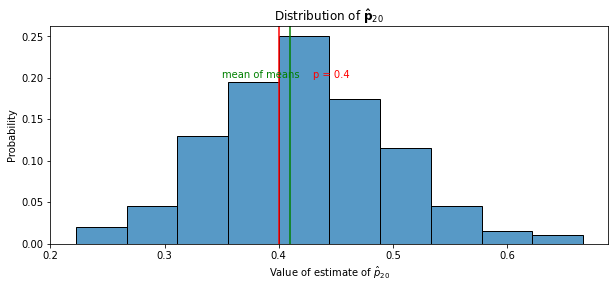 Distribution of p̂₂₀
0.25
0.20
0.15
0.10
0.05
0.00
Probability
mean of means
p = 0.4
0.2 0.3 0.4 0.5 0.6
Value of estimate of p̂₂₀